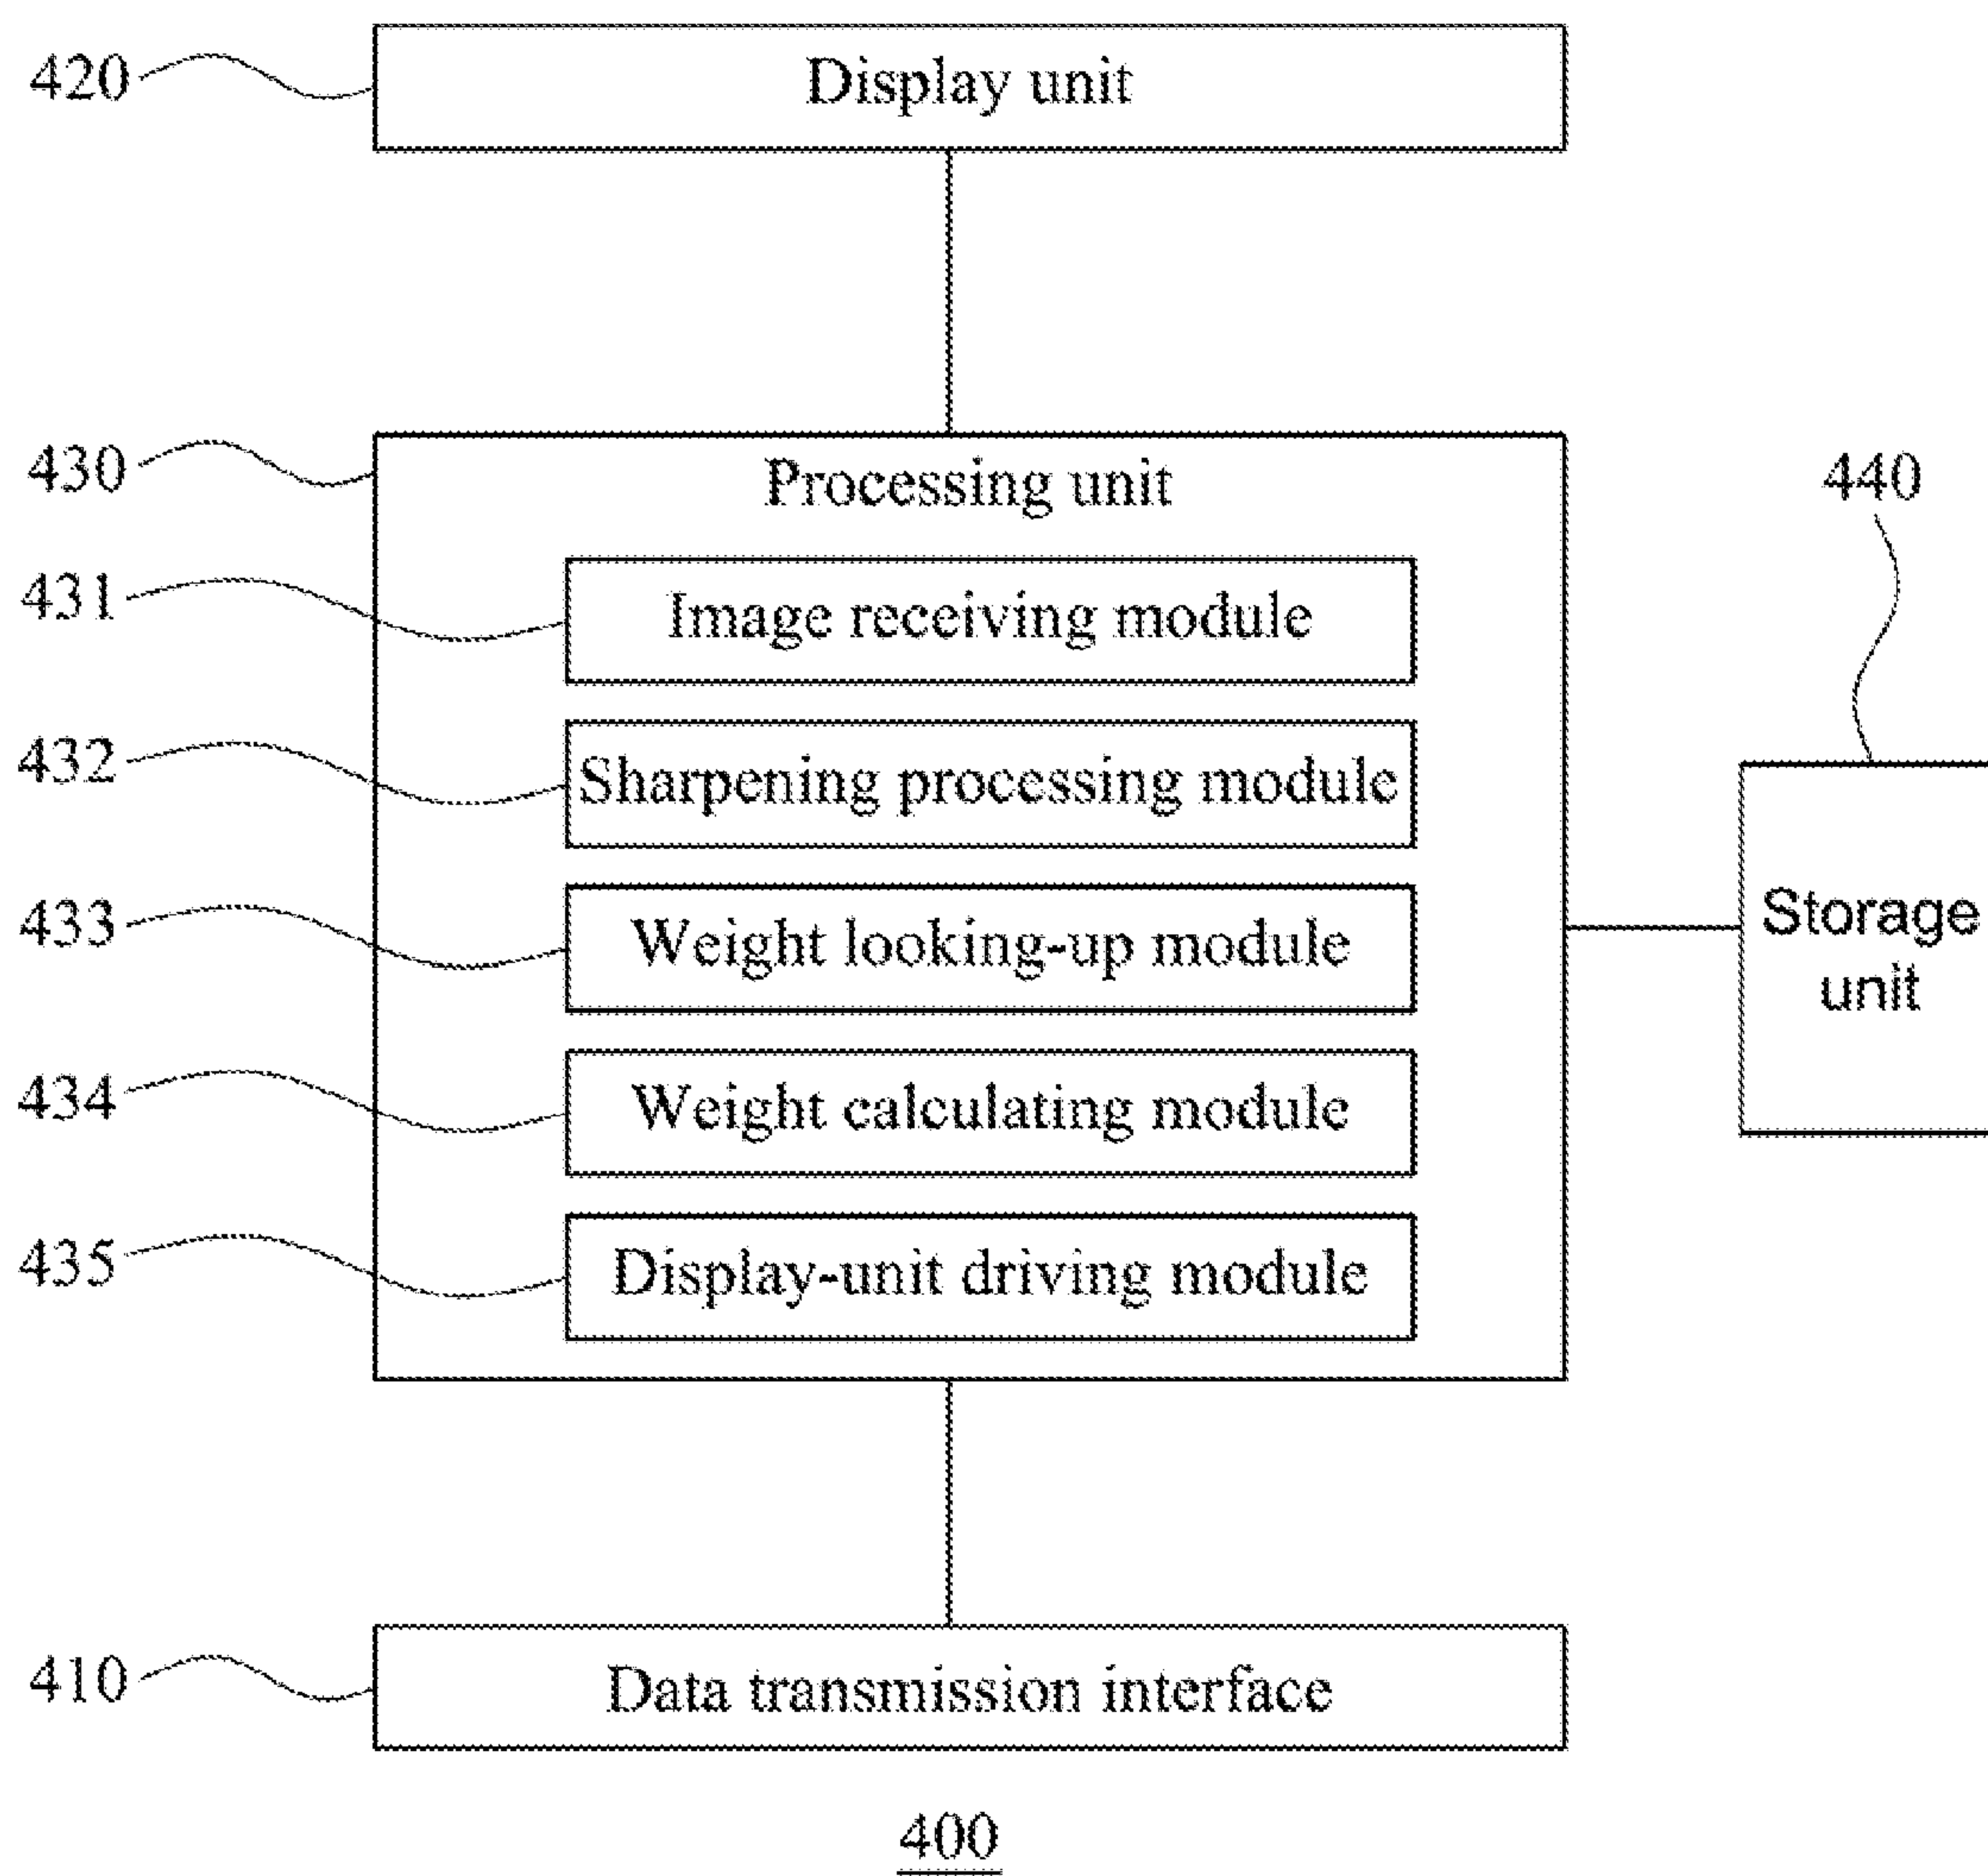 420
Display unit
430
Processing unit
440
431
Image receiving module
432
Sharpening processing module
433
Weight looking-up module
Storage
unit
434
Weight calculating module
435
Display-unit driving module
410
Data transmission interface
400